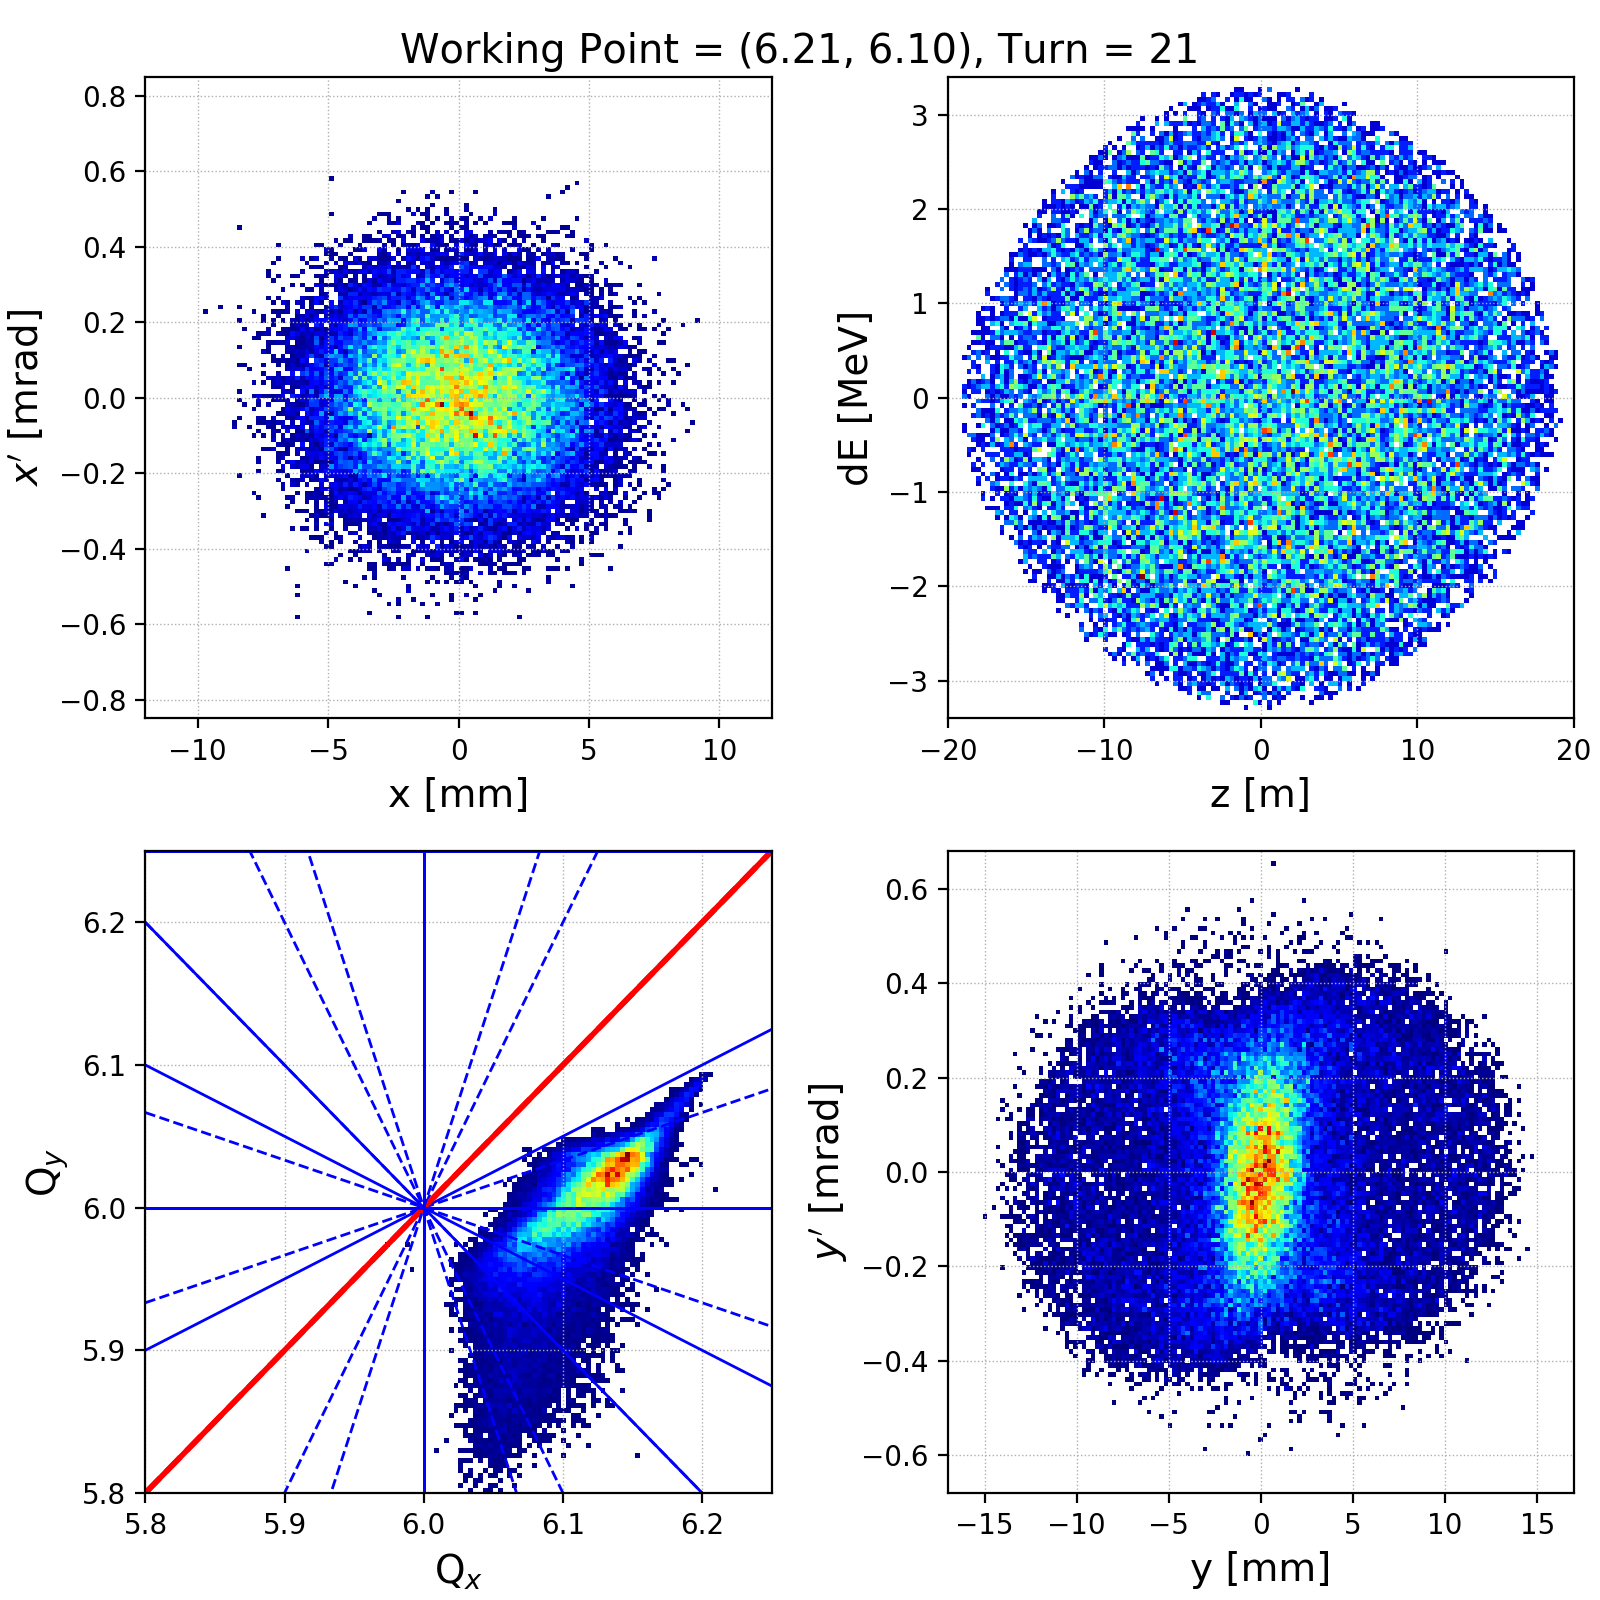 Working Point = (6.21, 6.10), Turn = 21
0.8
0.6
0.4
0.2
0.0
−0.2
−0.4
−0.6
−0.8
x′ [mrad]
−10 −5 0 5 10
x [mm]
3
2
1
0
−1
−2
−3
dE [MeV]
−20 −10 0 10 20
z [m]
6.2
6.1
6.0
5.9
5.8
Qy
5.8 5.9 6.0 6.1 6.2
Qx
0.6
0.4
0.2
0.0
−0.2
−0.4
−0.6
y′ [mrad]
−15 −10 −5 0 5 10 15
y [mm]